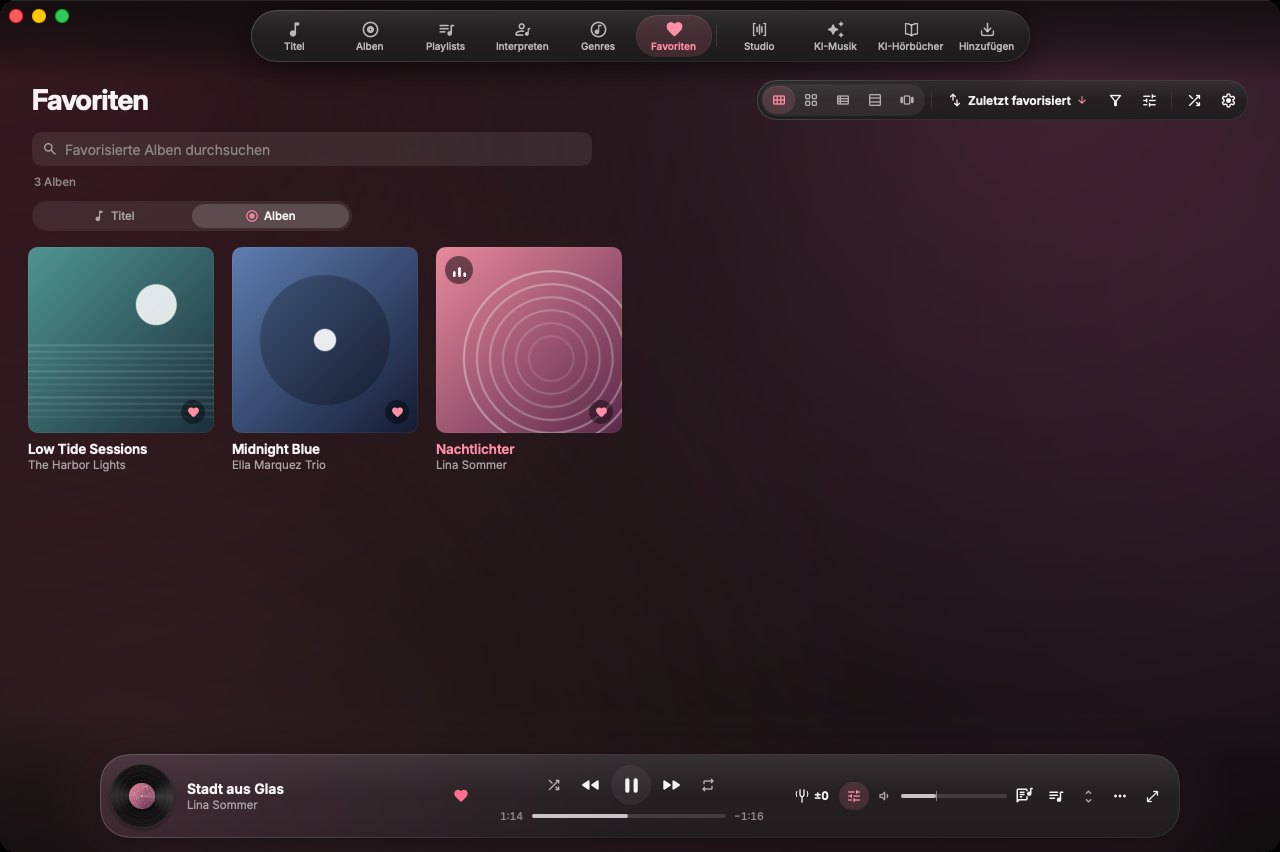 Titel
Alben
Playlists
Interpreten
Genres
Favoriten
Studio
KI-Musik
KI-Hörbücher
Hinzufügen
Favoriten
Zuletzt favorisiert
Favorisierte Alben durchsuchen
3 Alben
Titel
Alben
Low Tide Sessions
The Harbor Lights
Midnight Blue
Ella Marquez Trio
Nachtlichter
Lina Sommer
Stadt aus Glas
Lina Sommer
1:14
−1:16
±0